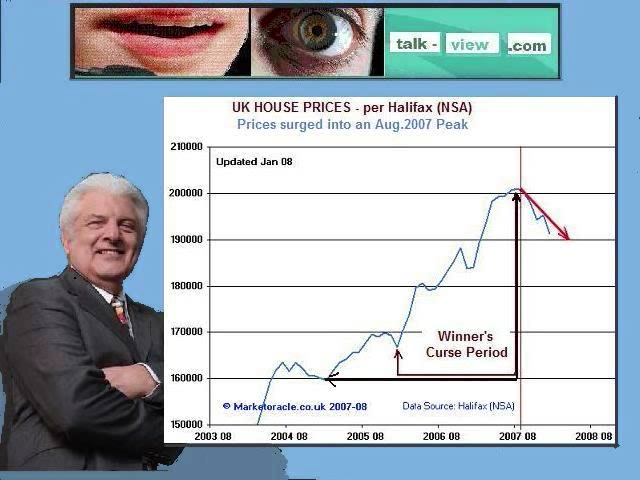 talk - view .com
UK HOUSE PRICES - per Halifax (NSA)
Prices surged into an Aug.2007 Peak
210000
Updated Jan 08
200000
190000
180000
170000
Winner's
Curse Period
160000
© Marketoracle.co.uk 2007-08 Data Source: Halifax (NSA)
150000
2003 08 2004 08 2005 08 2006 08 2007 08 2008 08